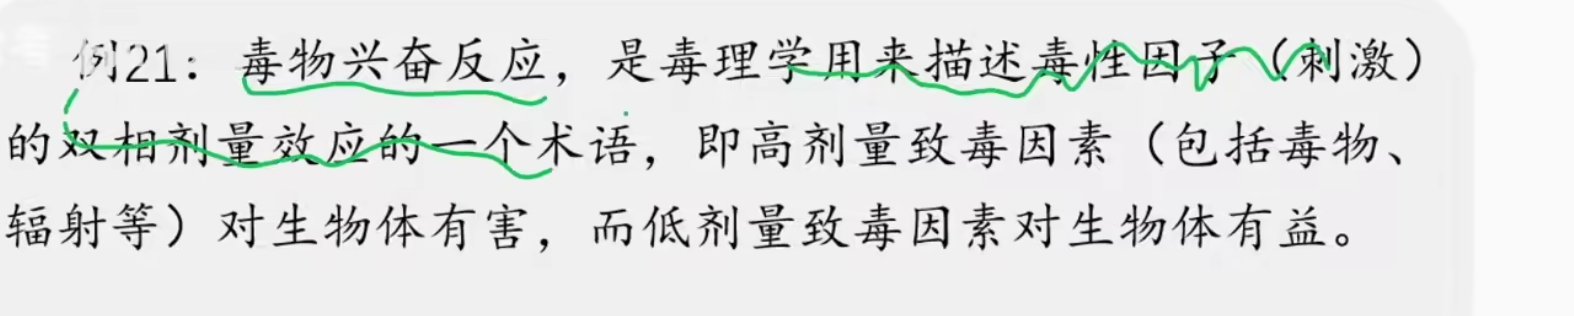 例21：毒物兴奋反应，是毒理学用来描述毒性因子（刺激）
的双相剂量效应的一个术语，即高剂量致毒因素（包括毒物、
辐射等）对生物体有害，而低剂量致毒因素对生物体有益。